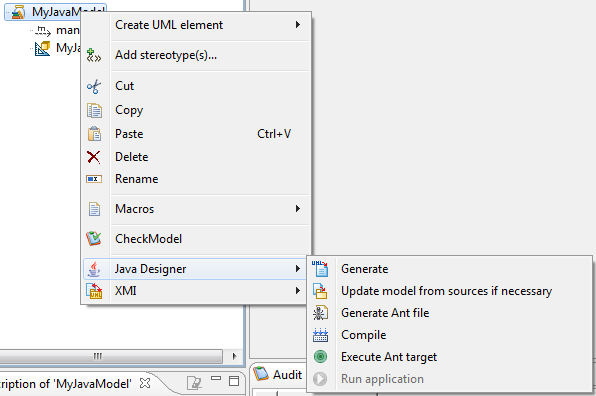 MyJavaModel
man
MyJa
Create UML element
Add stereotype(s)...
Cut
Copy
Paste Ctrl+V
Delete
Rename
Macros
CheckModel
Java Designer
XMI
Generate
Update model from sources if necessary
Generate Ant file
Compile
Execute Ant target
Run application
cription of 'MyJavaModel'
Audit